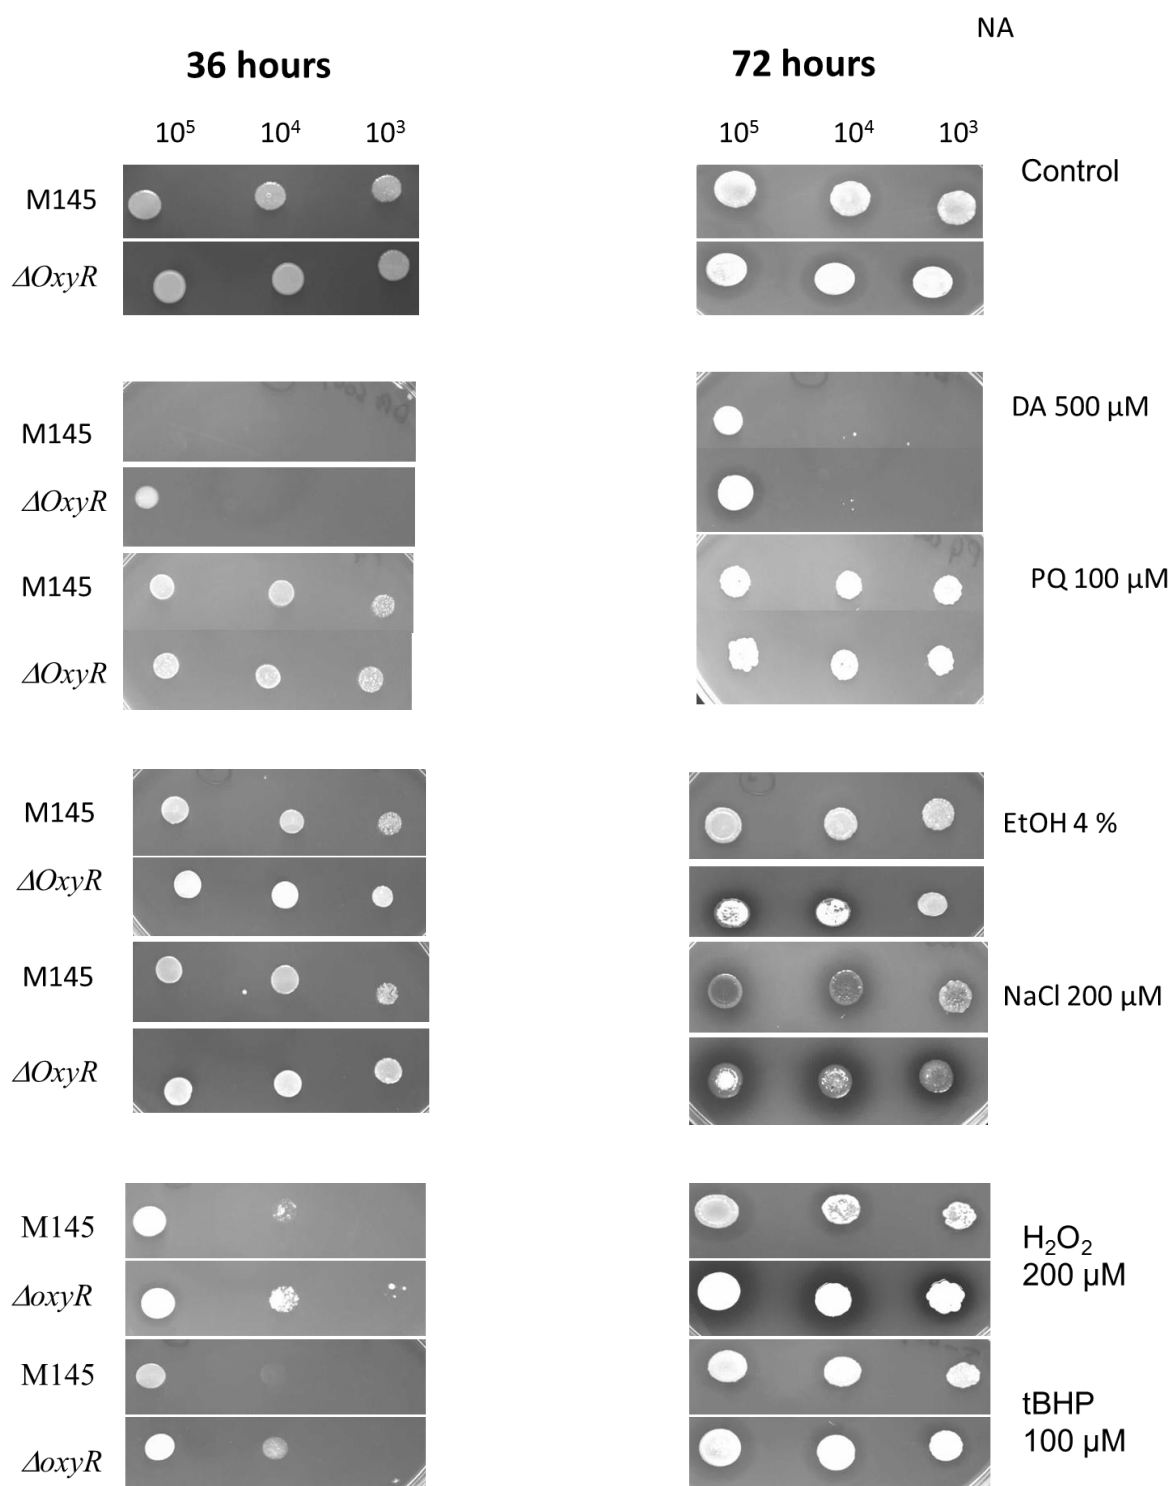 NA
36 hours
72 hours
10⁵ 10⁴ 10³
10⁵ 10⁴ 10³
M145
Control
ΔOxyR
M145
DA 500 µM
ΔOxyR
M145
PQ 100 µM
ΔOxyR
M145
EtOH 4 %
ΔOxyR
M145
NaCl 200 µM
ΔOxyR
M145
H₂O₂
200 µM
ΔoxyR
M145
tBHP
100 µM
ΔoxyR